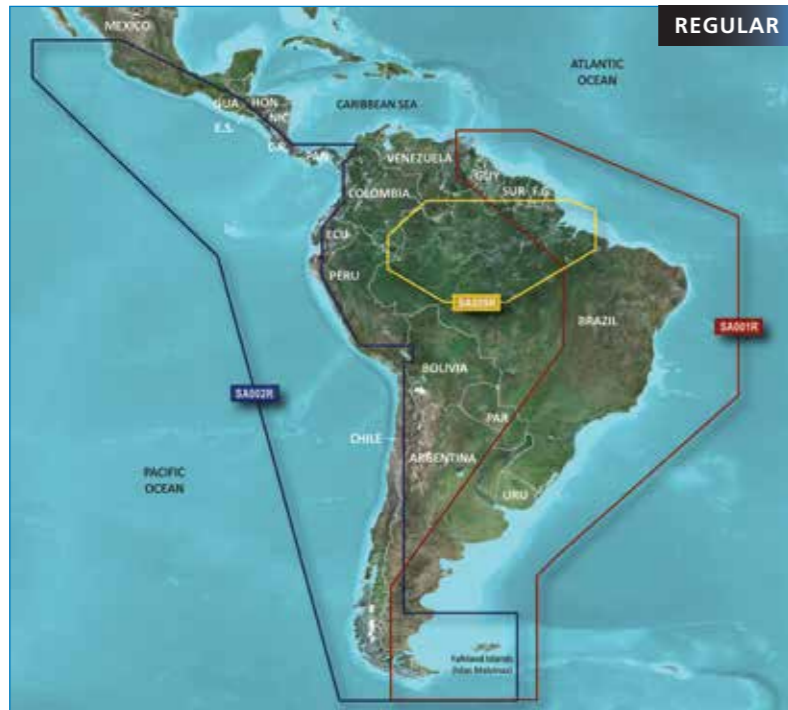 REGULAR
MEXICO
ATLANTIC
OCEAN
CARIBBEAN SEA
GUA
HON
NIC
E.S.
C.R.
PAN
VENEZUELA
GUY
SUR
F.G.
COLOMBIA
ECU
PERU
BRAZIL
SA001R
BOLIVIA
SA002R
PAR
CHILE
ARGENTINA
PACIFIC
OCEAN
URU
Falkland Islands
(Islas Malvinas)